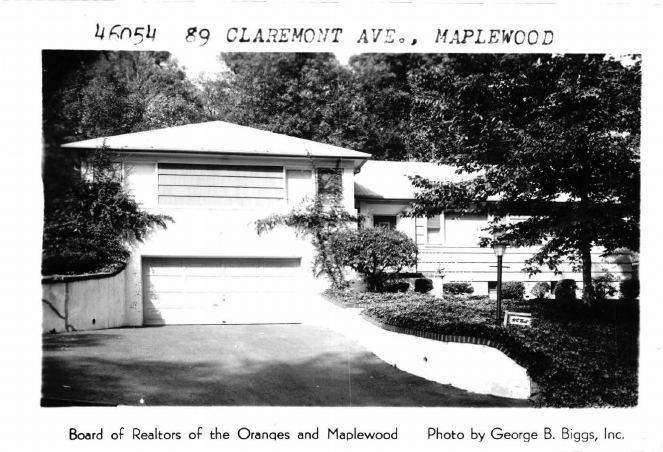 46054 89 CLAREMONT AVE., MAPLEWOOD
Board of Realtors of the Oranges and Maplewood Photo by George B. Biggs, Inc.